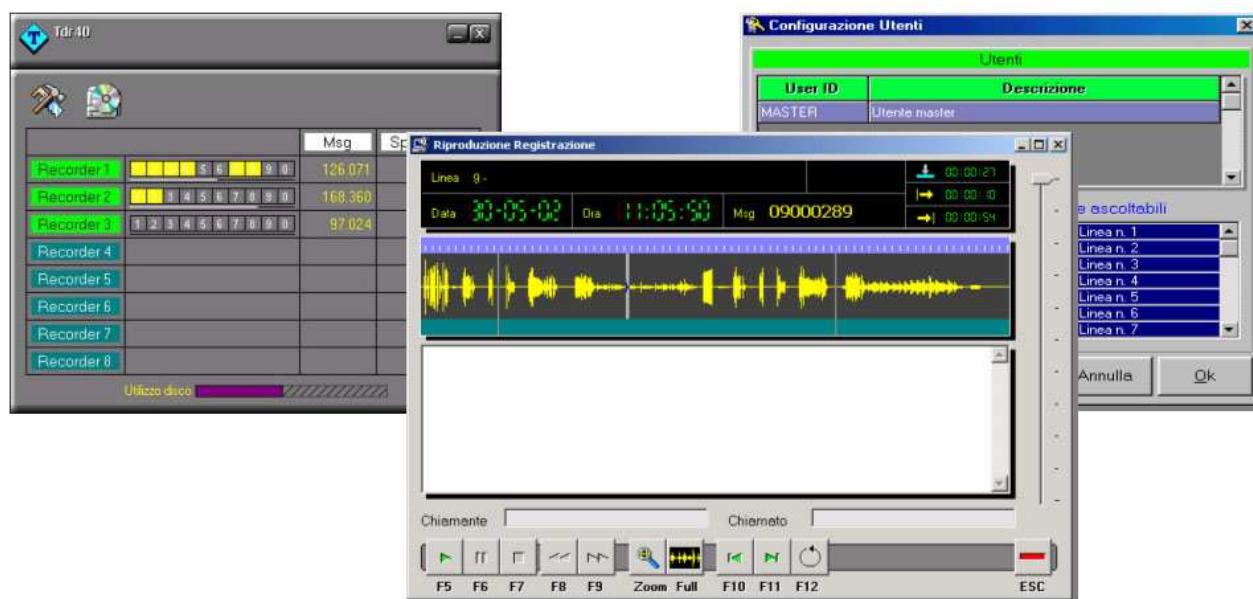 Tdr40
Msg
Recorder 1 5 6 9 0 126.071
Recorder 2 3 4 5 6 7 8 9 0 168.360
Recorder 3 1 2 3 4 5 6 7 8 9 0 97.024
Recorder 4
Recorder 5
Recorder 6
Recorder 7
Recorder 8
Utilizzo disco
Riproduzione Registrazione
Linea 9 -
00:00:27
00:00:10
00:00:54
Data 30-05-02 Ora 11:05:50 Msg 09000289
Chiamante Chiamato
F5 F6 F7 F8 F9 Zoom Full F10 F11 F12 ESC
Configurazione Utenti
Utenti
User ID Descrizione
MASTER Utente master
e ascoltabili
Linea n. 1
Linea n. 2
Linea n. 3
Linea n. 4
Linea n. 5
Linea n. 6
Linea n. 7
Annulla Ok